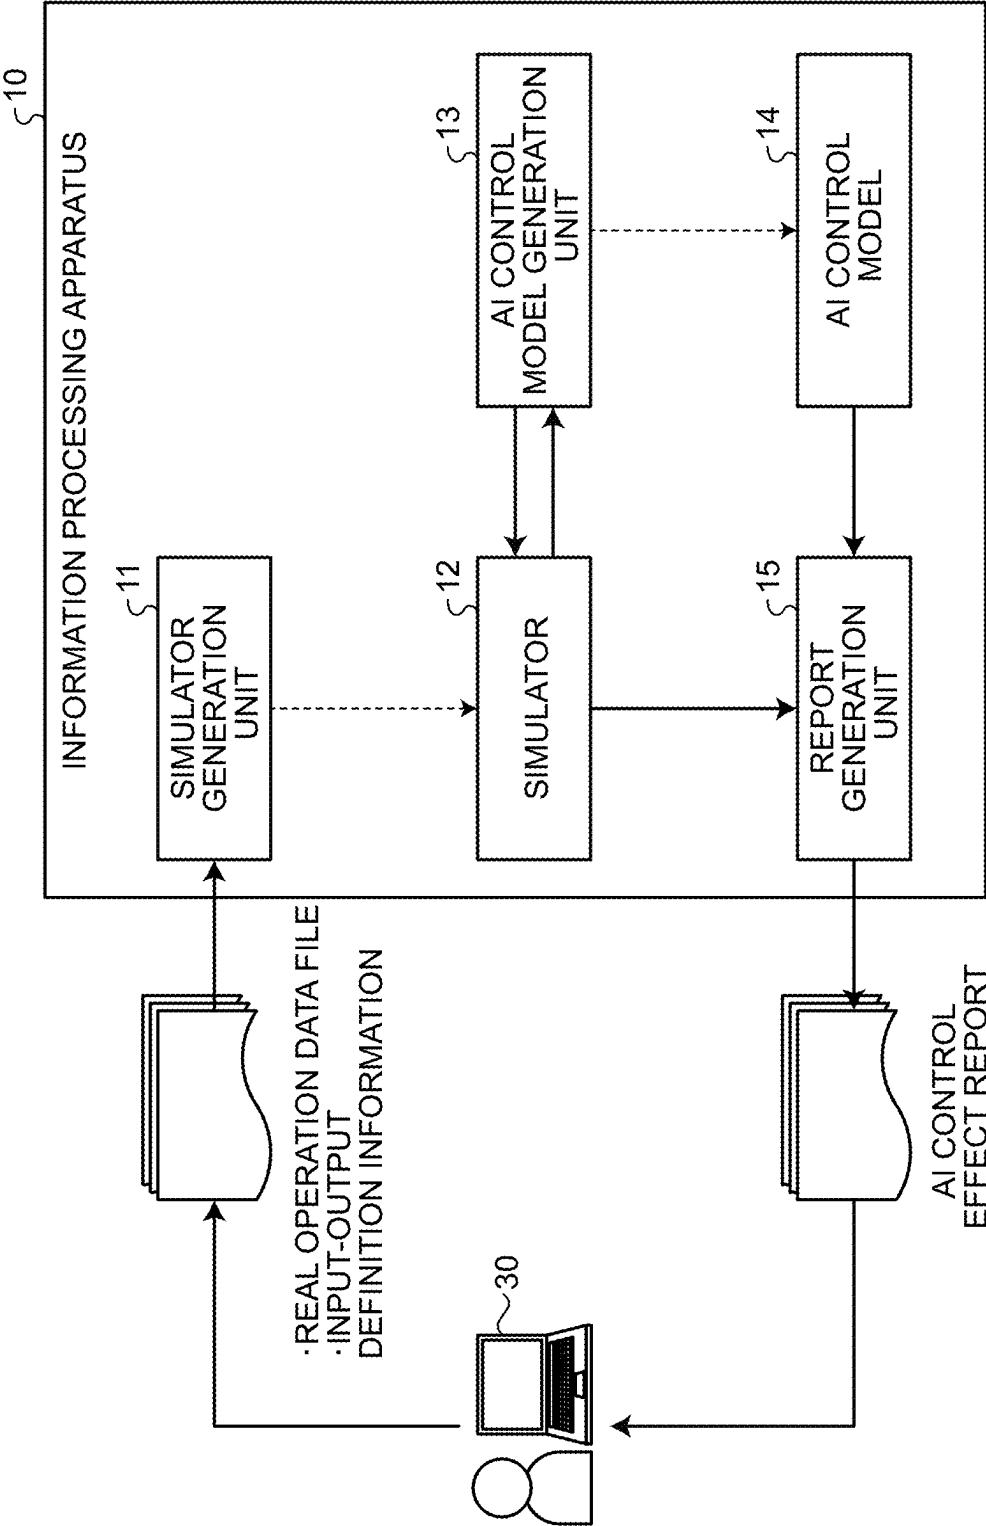 10
INFORMATION PROCESSING APPARATUS
11
SIMULATOR
GENERATION
UNIT
·REAL OPERATION DATA FILE
·INPUT-OUTPUT
DEFINITION INFORMATION
30
12
SIMULATOR
13
AI CONTROL
MODEL GENERATION
UNIT
15
REPORT
GENERATION
UNIT
14
AI CONTROL
MODEL
AI CONTROL
EFFECT REPORT